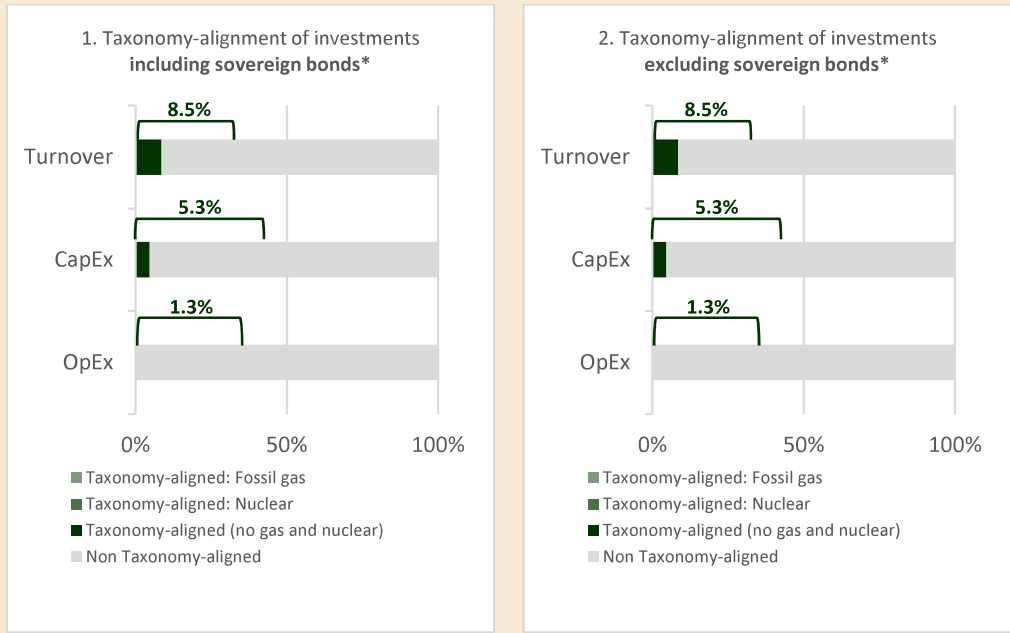 1. Taxonomy-alignment of investments
including sovereign bonds*
8.5%
Turnover
5.3%
CapEx
1.3%
OpEx
0% 50% 100%
Taxonomy-aligned: Fossil gas
Taxonomy-aligned: Nuclear
Taxonomy-aligned (no gas and nuclear)
Non Taxonomy-aligned
2. Taxonomy-alignment of investments
excluding sovereign bonds*
8.5%
Turnover
5.3%
CapEx
1.3%
OpEx
0% 50% 100%
Taxonomy-aligned: Fossil gas
Taxonomy-aligned: Nuclear
Taxonomy-aligned (no gas and nuclear)
Non Taxonomy-aligned